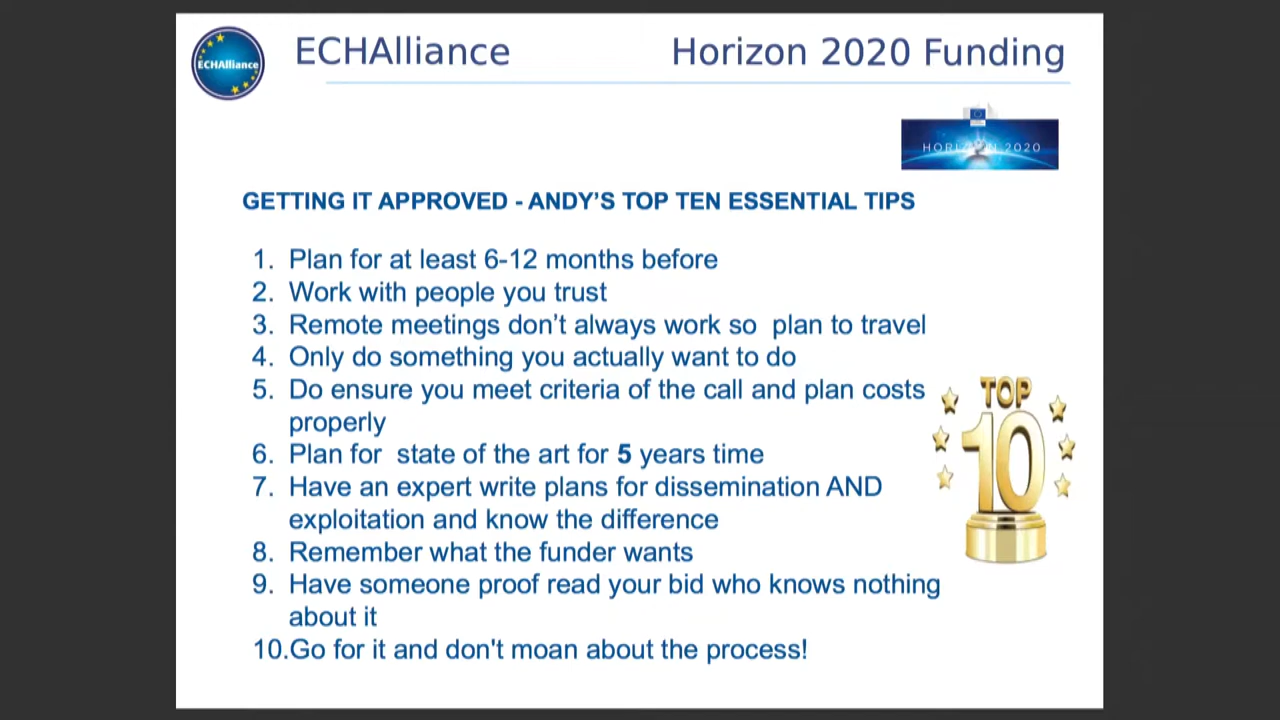 ECHAlliance
ECHAlliance Horizon 2020 Funding
HORIZON 2020
GETTING IT APPROVED - ANDY'S TOP TEN ESSENTIAL TIPS
1. Plan for at least 6-12 months before
2. Work with people you trust
3. Remote meetings don't always work so  plan to travel
4. Only do something you actually want to do
5. Do ensure you meet criteria of the call and plan costs
properly
6. Plan for  state of the art for 5 years time
7. Have an expert write plans for dissemination AND
exploitation and know the difference
8. Remember what the funder wants
9. Have someone proof read your bid who knows nothing
about it
10.Go for it and don't moan about the process!
TOP
10